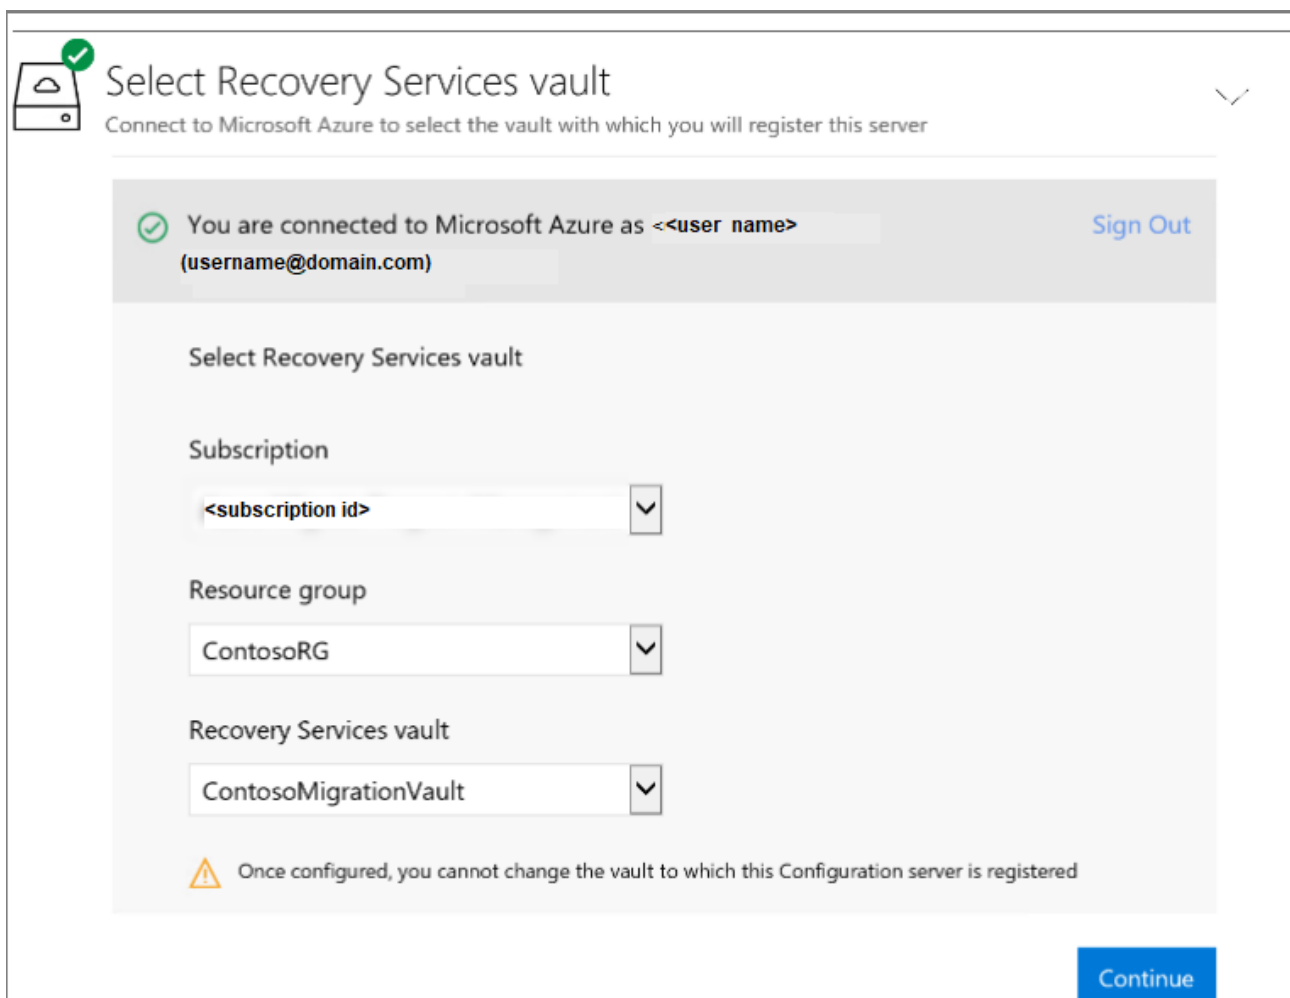 Select Recovery Services vault
Connect to Microsoft Azure to select the vault with which you will register this server
You are connected to Microsoft Azure as <<user name>
Sign Out
(username@domain.com)
Select Recovery Services vault
Subscription
<subscription id>
Resource group
ContosoRG
Recovery Services vault
ContosoMigrationVault
Once configured, you cannot change the vault to which this Configuration server is registered
Continue